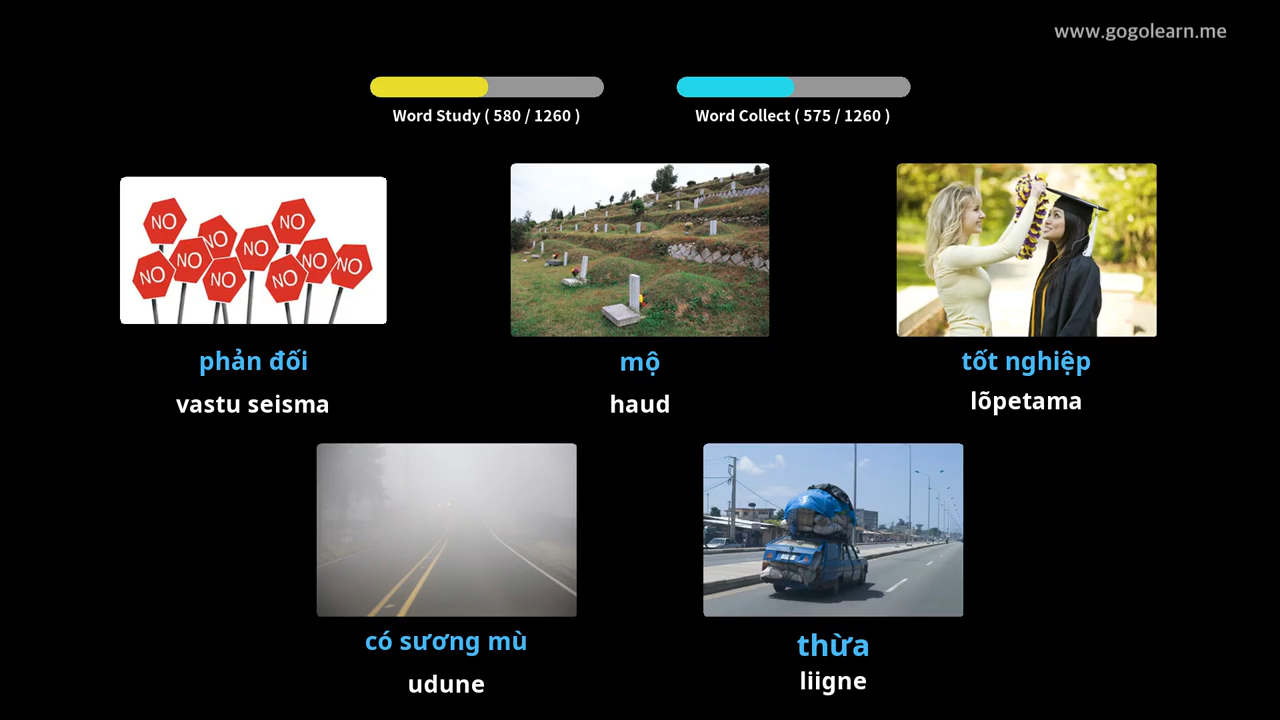 www.gogolearn.me
Word Study ( 580 / 1260 )
Word Collect ( 575 / 1260 )
NO
NO
NO
NO
NO
NO
NO
NO
NO
NO
phản đối
mộ
tốt nghiệp
vastu seisma
haud
lõpetama
có sương mù
thừa
udune
liigne